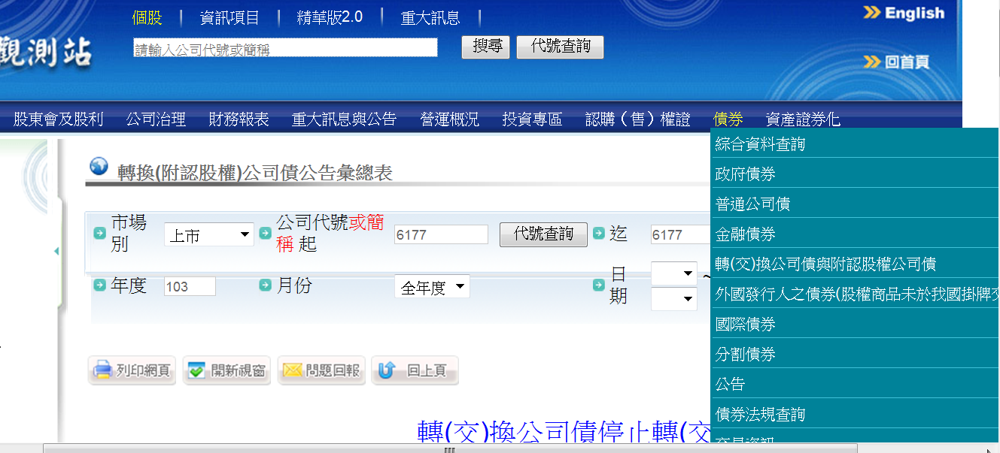 個股 資訊項目 精華版2.0 重大訊息
English
觀測站
請輸入公司代號或簡稱 搜尋 代號查詢
回首頁
股東會及股利 公司治理 財務報表 重大訊息與公告 營運概況 投資專區 認購（售）權證 債券 資產證券化
綜合資料查詢
政府債券
普通公司債
金融債券
轉(交)換公司債與附認股權公司債
外國發行人之債券(股權商品未於我國掛牌交
國際債券
分割債券
公告
債券法規查詢
交易資訊
轉換(附認股權)公司債公告彙總表
市場別 上市 公司代號或簡稱 起 6177 代號查詢 迄 6177
年度 103 月份 全年度 日期 ~
列印網頁 開新視窗 問題回報 回上頁
轉(交)換公司債停止轉(交